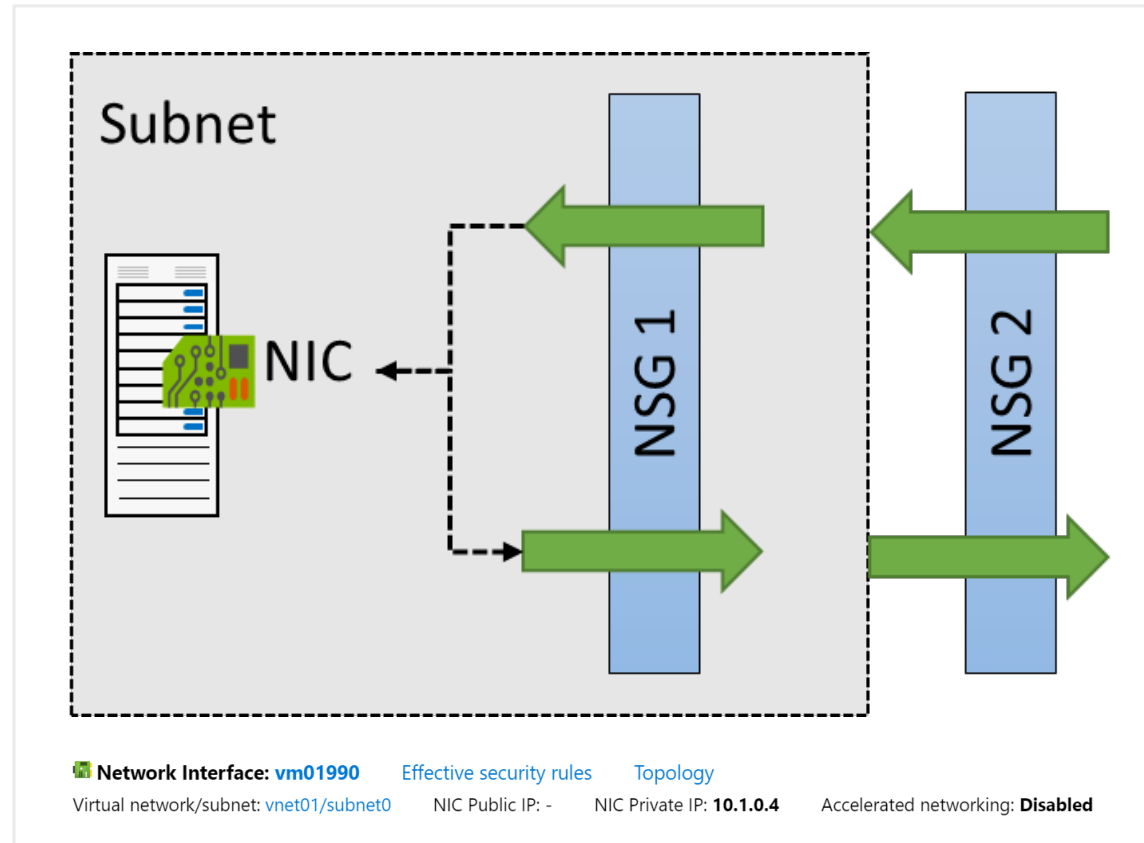 Subnet
NIC
NSG 1
NSG 2
Network Interface: vm01990 Effective security rules Topology
Virtual network/subnet: vnet01/subnet0 NIC Public IP: - NIC Private IP: 10.1.0.4 Accelerated networking: Disabled